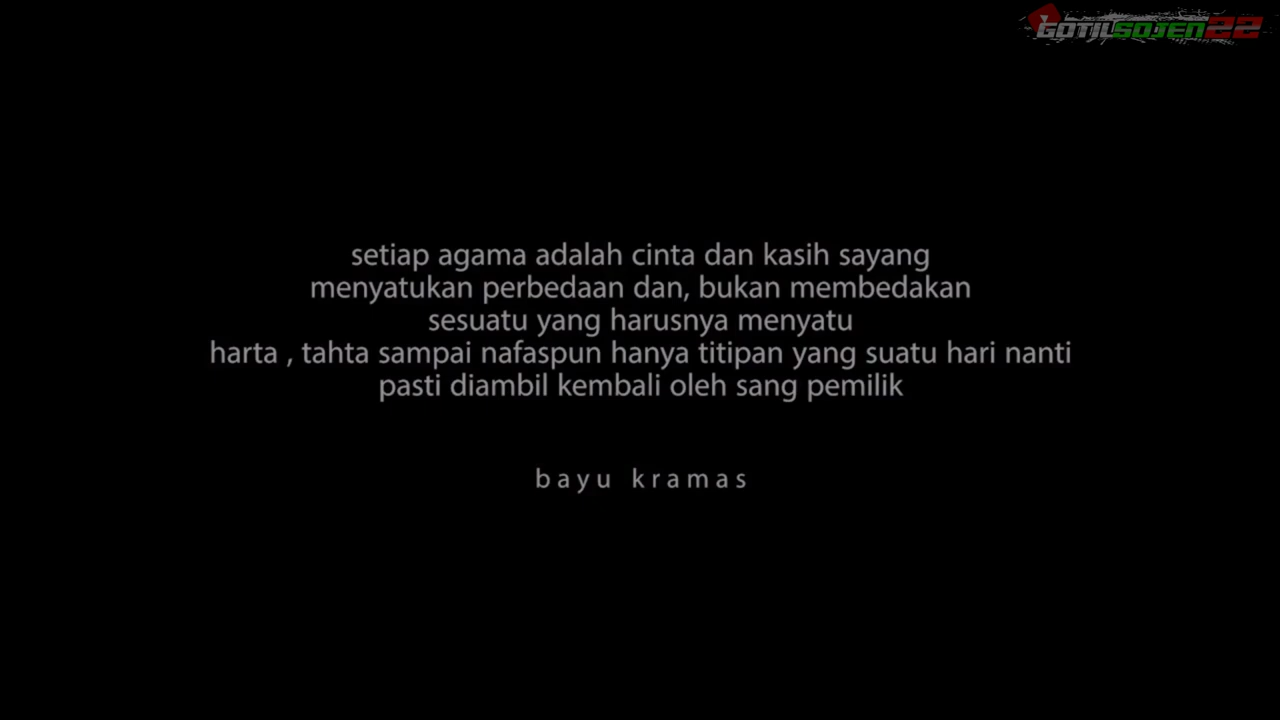 GOTILSOJEN22
setiap agama adalah cinta dan kasih sayang
menyatukan perbedaan dan, bukan membedakan
sesuatu yang harusnya menyatu
harta , tahta sampai nafaspun hanya titipan yang suatu hari nanti
pasti diambil kembali oleh sang pemilik
bayu kramas